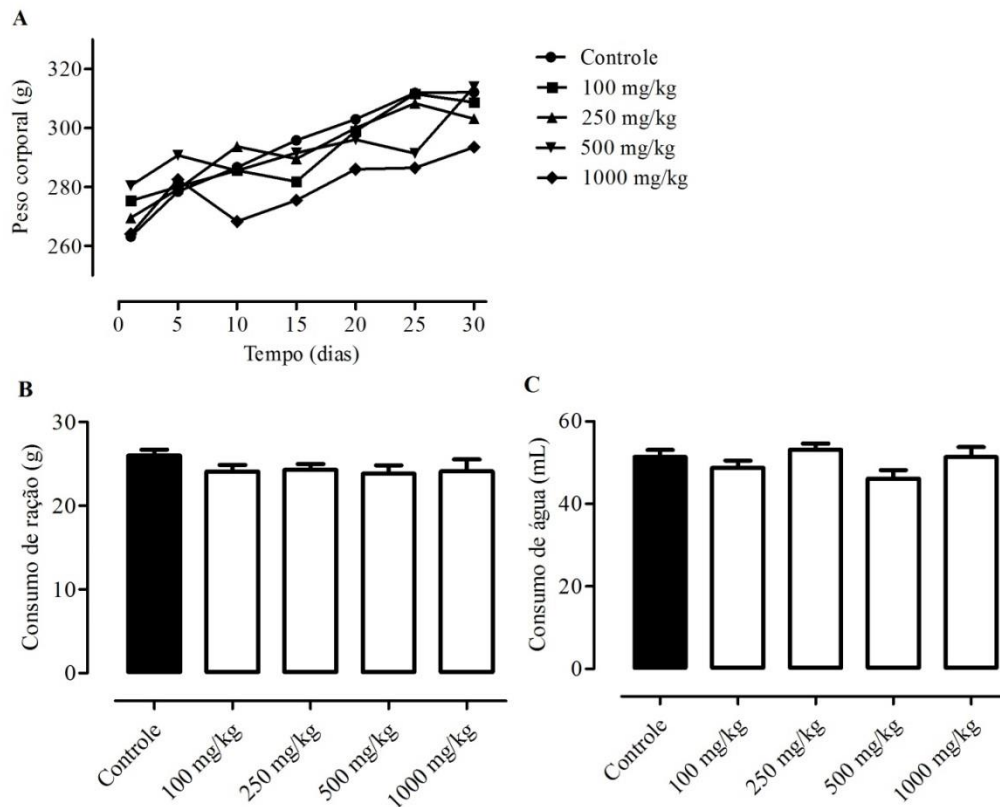 A
Peso corporal (g)
320
300
280
260
0 5 10 15 20 25 30
Tempo (dias)
Controle
100 mg/kg
250 mg/kg
500 mg/kg
1000 mg/kg
B
Consumo de ração (g)
30
20
10
0
Controle
100 mg/kg
250 mg/kg
500 mg/kg
1000 mg/kg
C
Consumo de água (mL)
60
40
20
0
Controle
100 mg/kg
250 mg/kg
500 mg/kg
1000 mg/kg